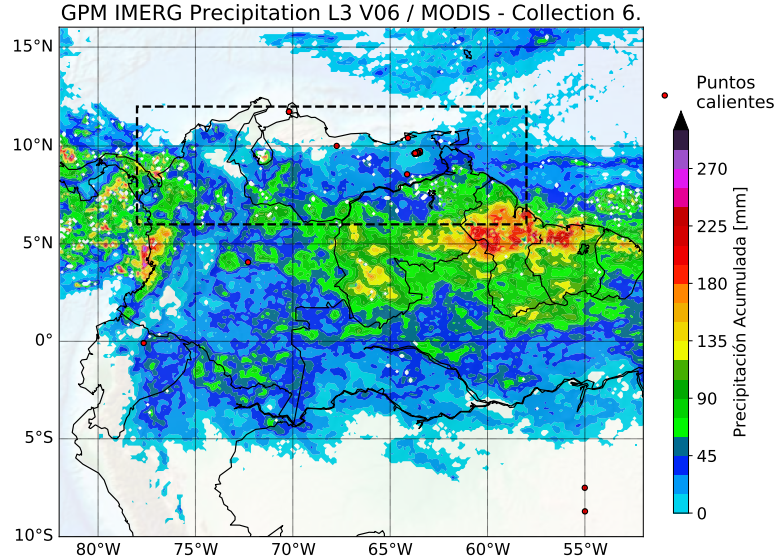 GPM IMERG Precipitation L3 V06 / MODIS - Collection 6.
15°N
10°N
5°N
0°
5°S
10°S
80°W
75°W
70°W
65°W
60°W
55°W
Puntos
calientes
270
225
180
135
90
45
0
Precipitación Acumulada [mm]